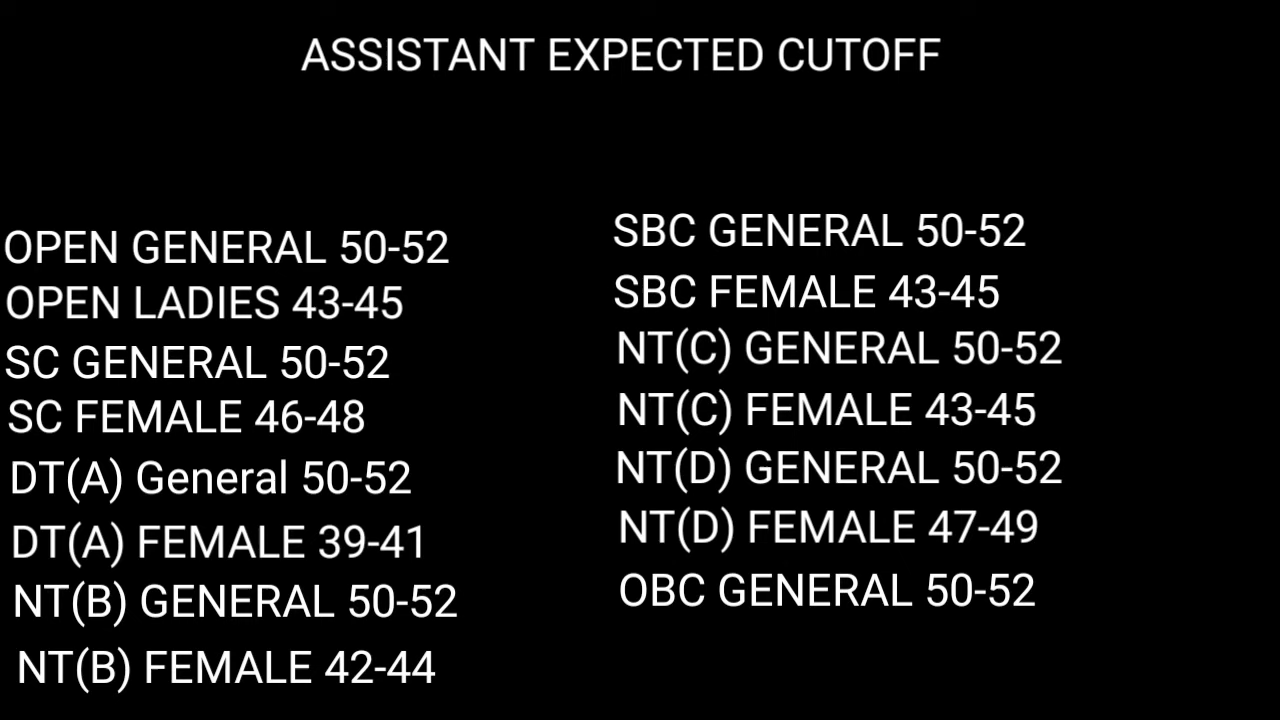 ASSISTANT EXPECTED CUTOFF
OPEN GENERAL 50-52
OPEN LADIES 43-45
SC GENERAL 50-52
SC FEMALE 46-48
DT(A) General 50-52
DT(A) FEMALE 39-41
NT(B) GENERAL 50-52
NT(B) FEMALE 42-44
SBC GENERAL 50-52
SBC FEMALE 43-45
NT(C) GENERAL 50-52
NT(C) FEMALE 43-45
NT(D) GENERAL 50-52
NT(D) FEMALE 47-49
OBC GENERAL 50-52